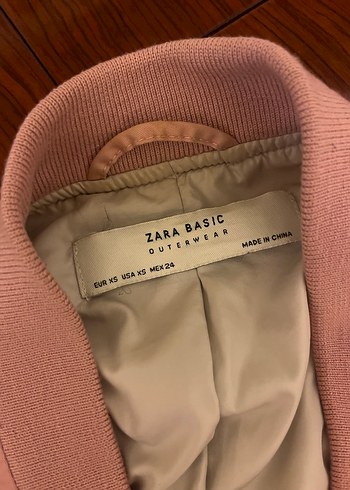 ZARA BASIC
OUTERWEAR
MADE IN CHINA
EUR XS USA XS MEX 24